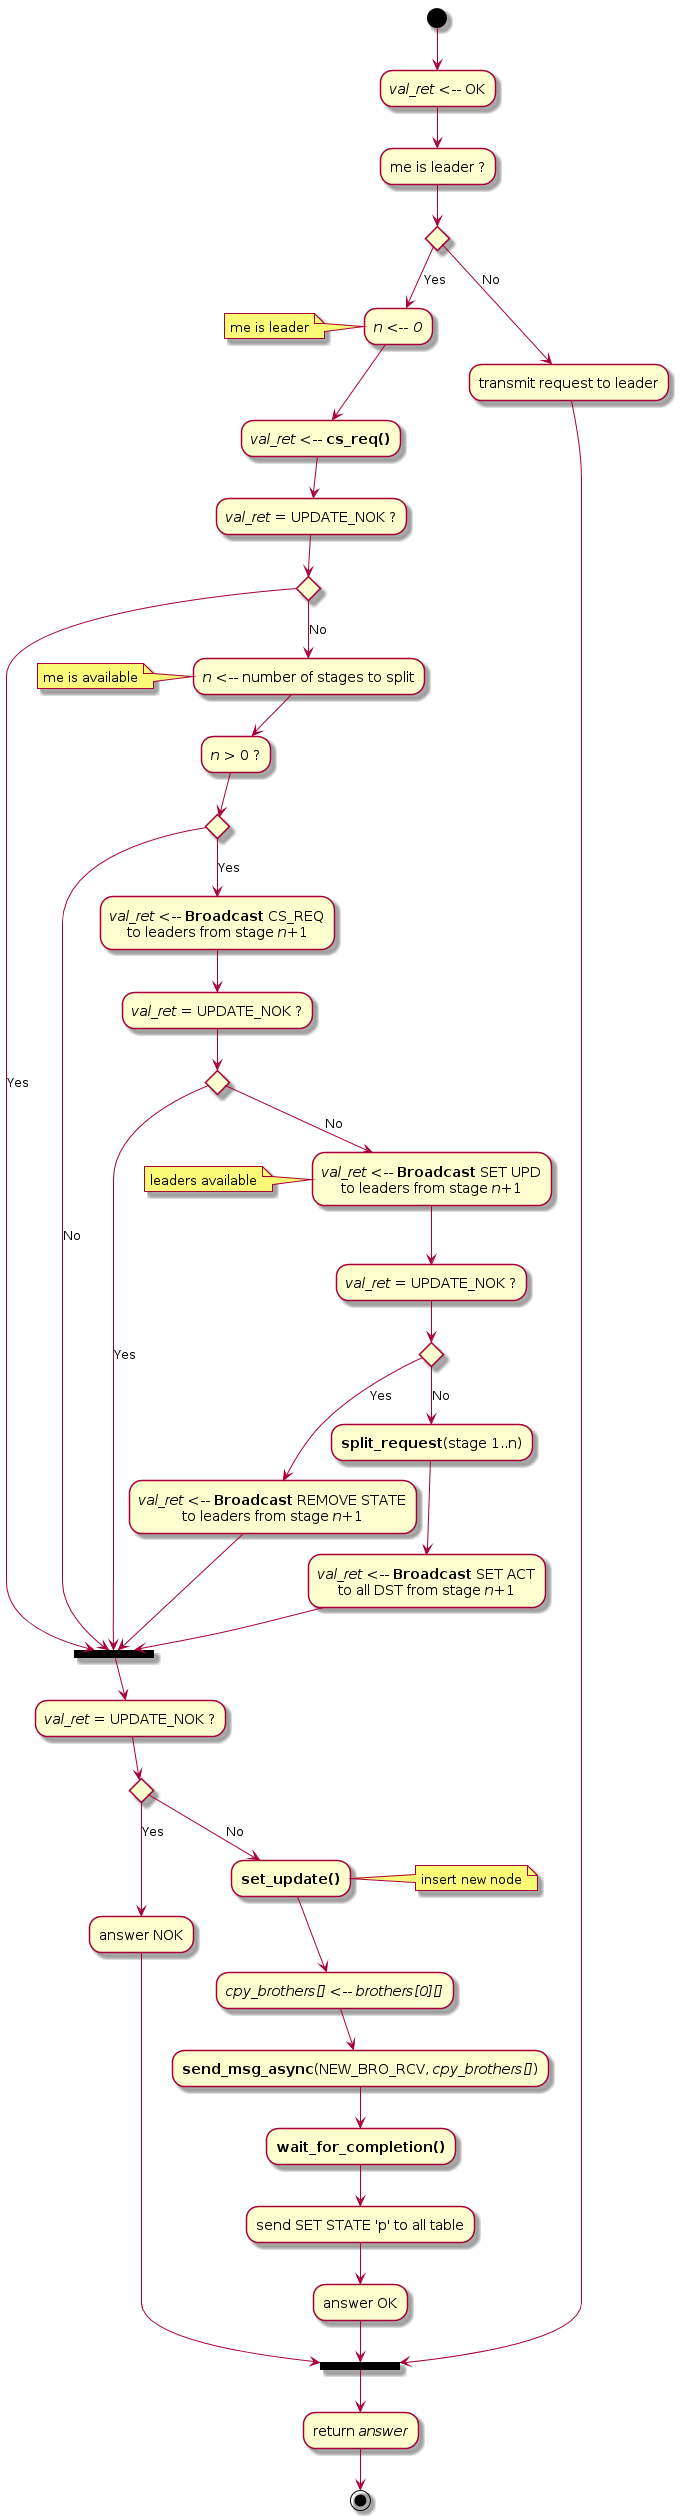 val_ret <-- OK
me is leader ?
Yes
No
me is leader
n <-- 0
transmit request to leader
val_ret <-- cs_req()
val_ret = UPDATE_NOK ?
No
me is available
n <-- number of stages to split
n > 0 ?
Yes
val_ret <-- Broadcast CS_REQ
to leaders from stage n+1
val_ret = UPDATE_NOK ?
Yes
No
leaders available
val_ret <-- Broadcast SET UPD
to leaders from stage n+1
No
val_ret = UPDATE_NOK ?
Yes
Yes
No
split_request(stage 1..n)
val_ret <-- Broadcast REMOVE STATE
to leaders from stage n+1
val_ret <-- Broadcast SET ACT
to all DST from stage n+1
val_ret = UPDATE_NOK ?
Yes
No
set_update()
insert new node
answer NOK
cpy_brothers[] <-- brothers[0][]
send_msg_async(NEW_BRO_RCV, cpy_brothers[])
wait_for_completion()
send SET STATE 'p' to all table
answer OK
return answer